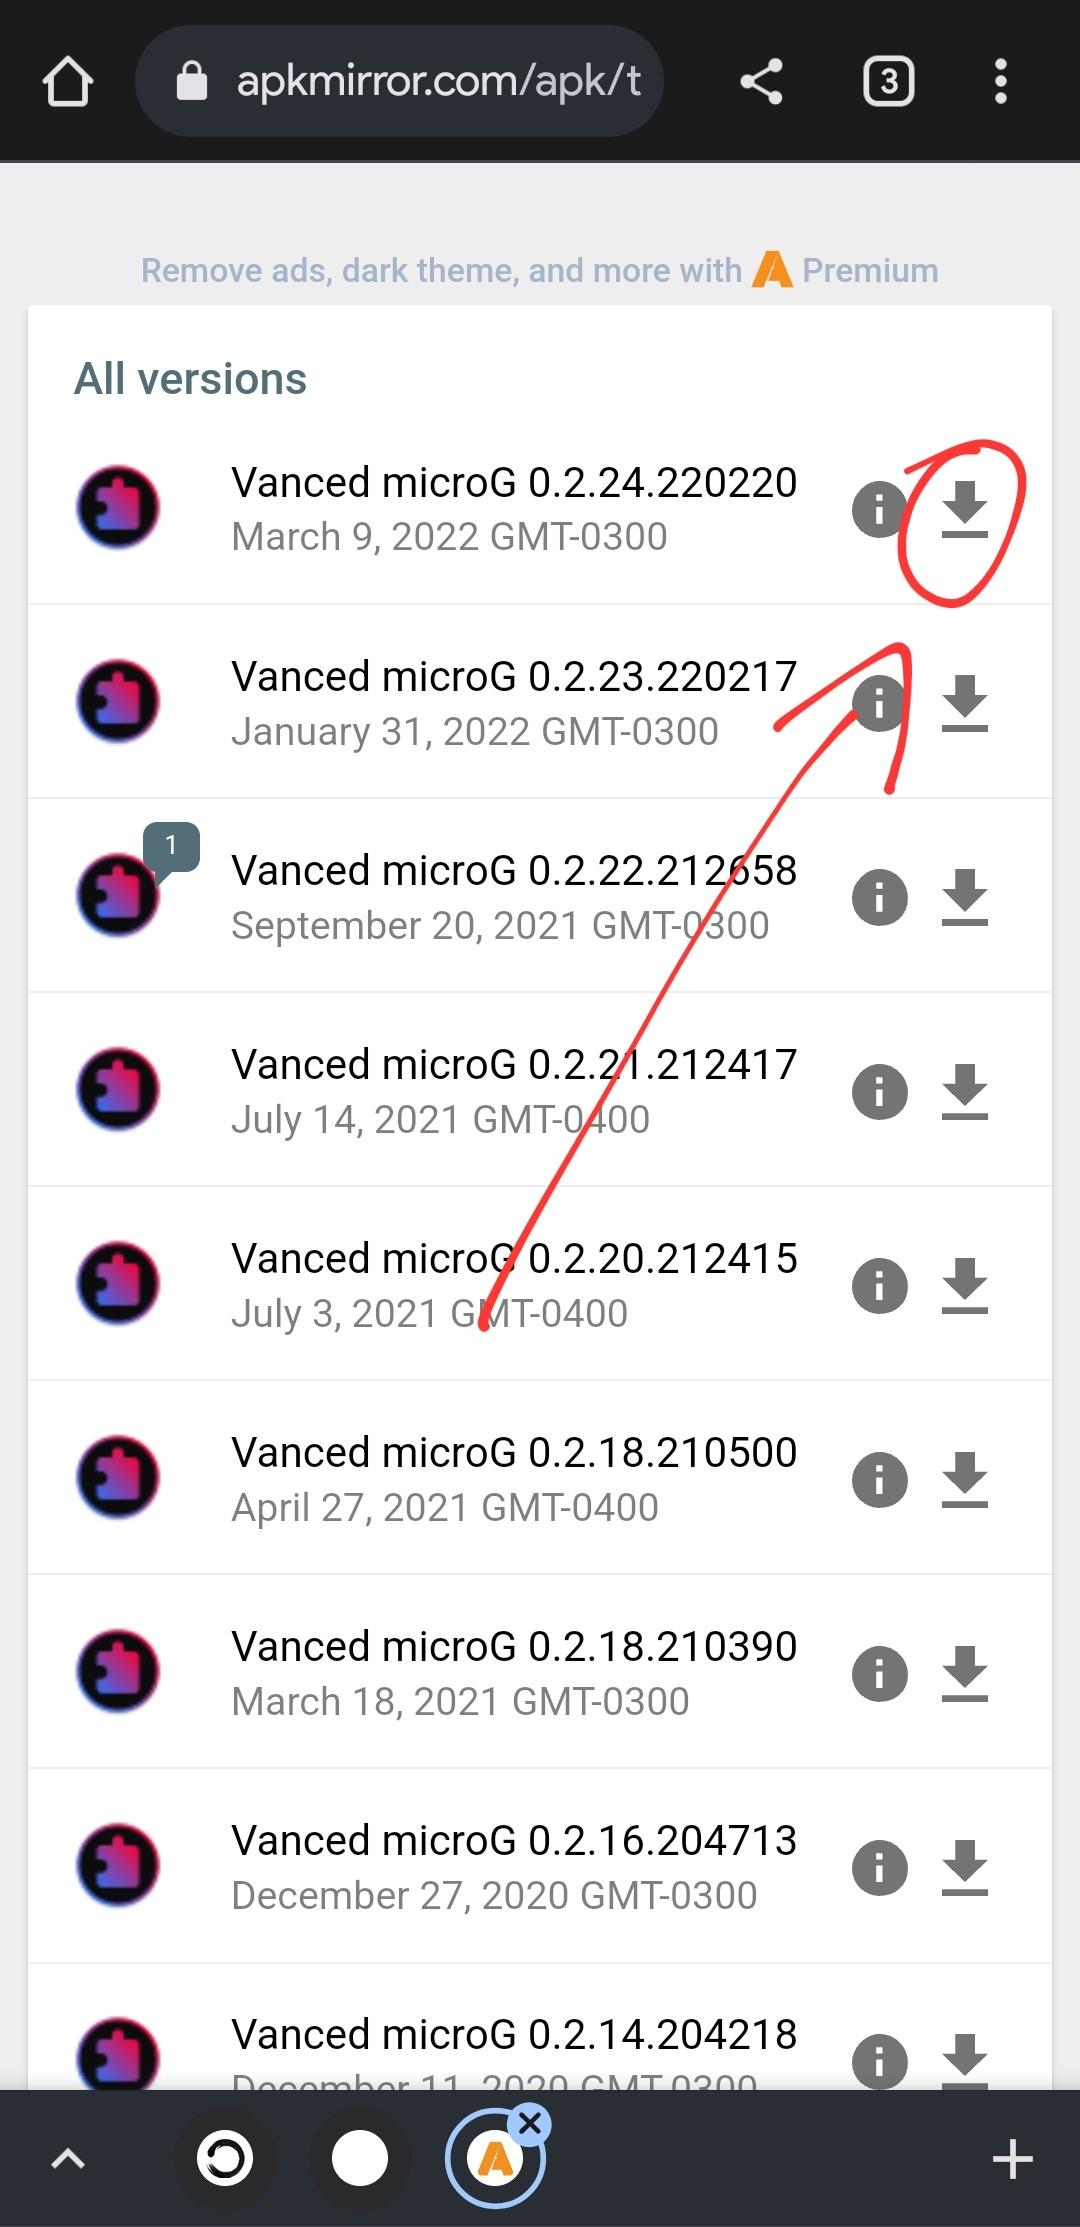 apkmirror.com/apk/t
3
Remove ads, dark theme, and more with Premium
All versions
Vanced microG 0.2.24.220220
March 9, 2022 GMT-0300
Vanced microG 0.2.23.220217
January 31, 2022 GMT-0300
1
Vanced microG 0.2.22.212658
September 20, 2021 GMT-0300
Vanced microG 0.2.21.212417
July 14, 2021 GMT-0400
Vanced microG 0.2.20.212415
July 3, 2021 GMT-0400
Vanced microG 0.2.18.210500
April 27, 2021 GMT-0400
Vanced microG 0.2.18.210390
March 18, 2021 GMT-0300
Vanced microG 0.2.16.204713
December 27, 2020 GMT-0300
Vanced microG 0.2.14.204218
December 11, 2020 GMT-0300